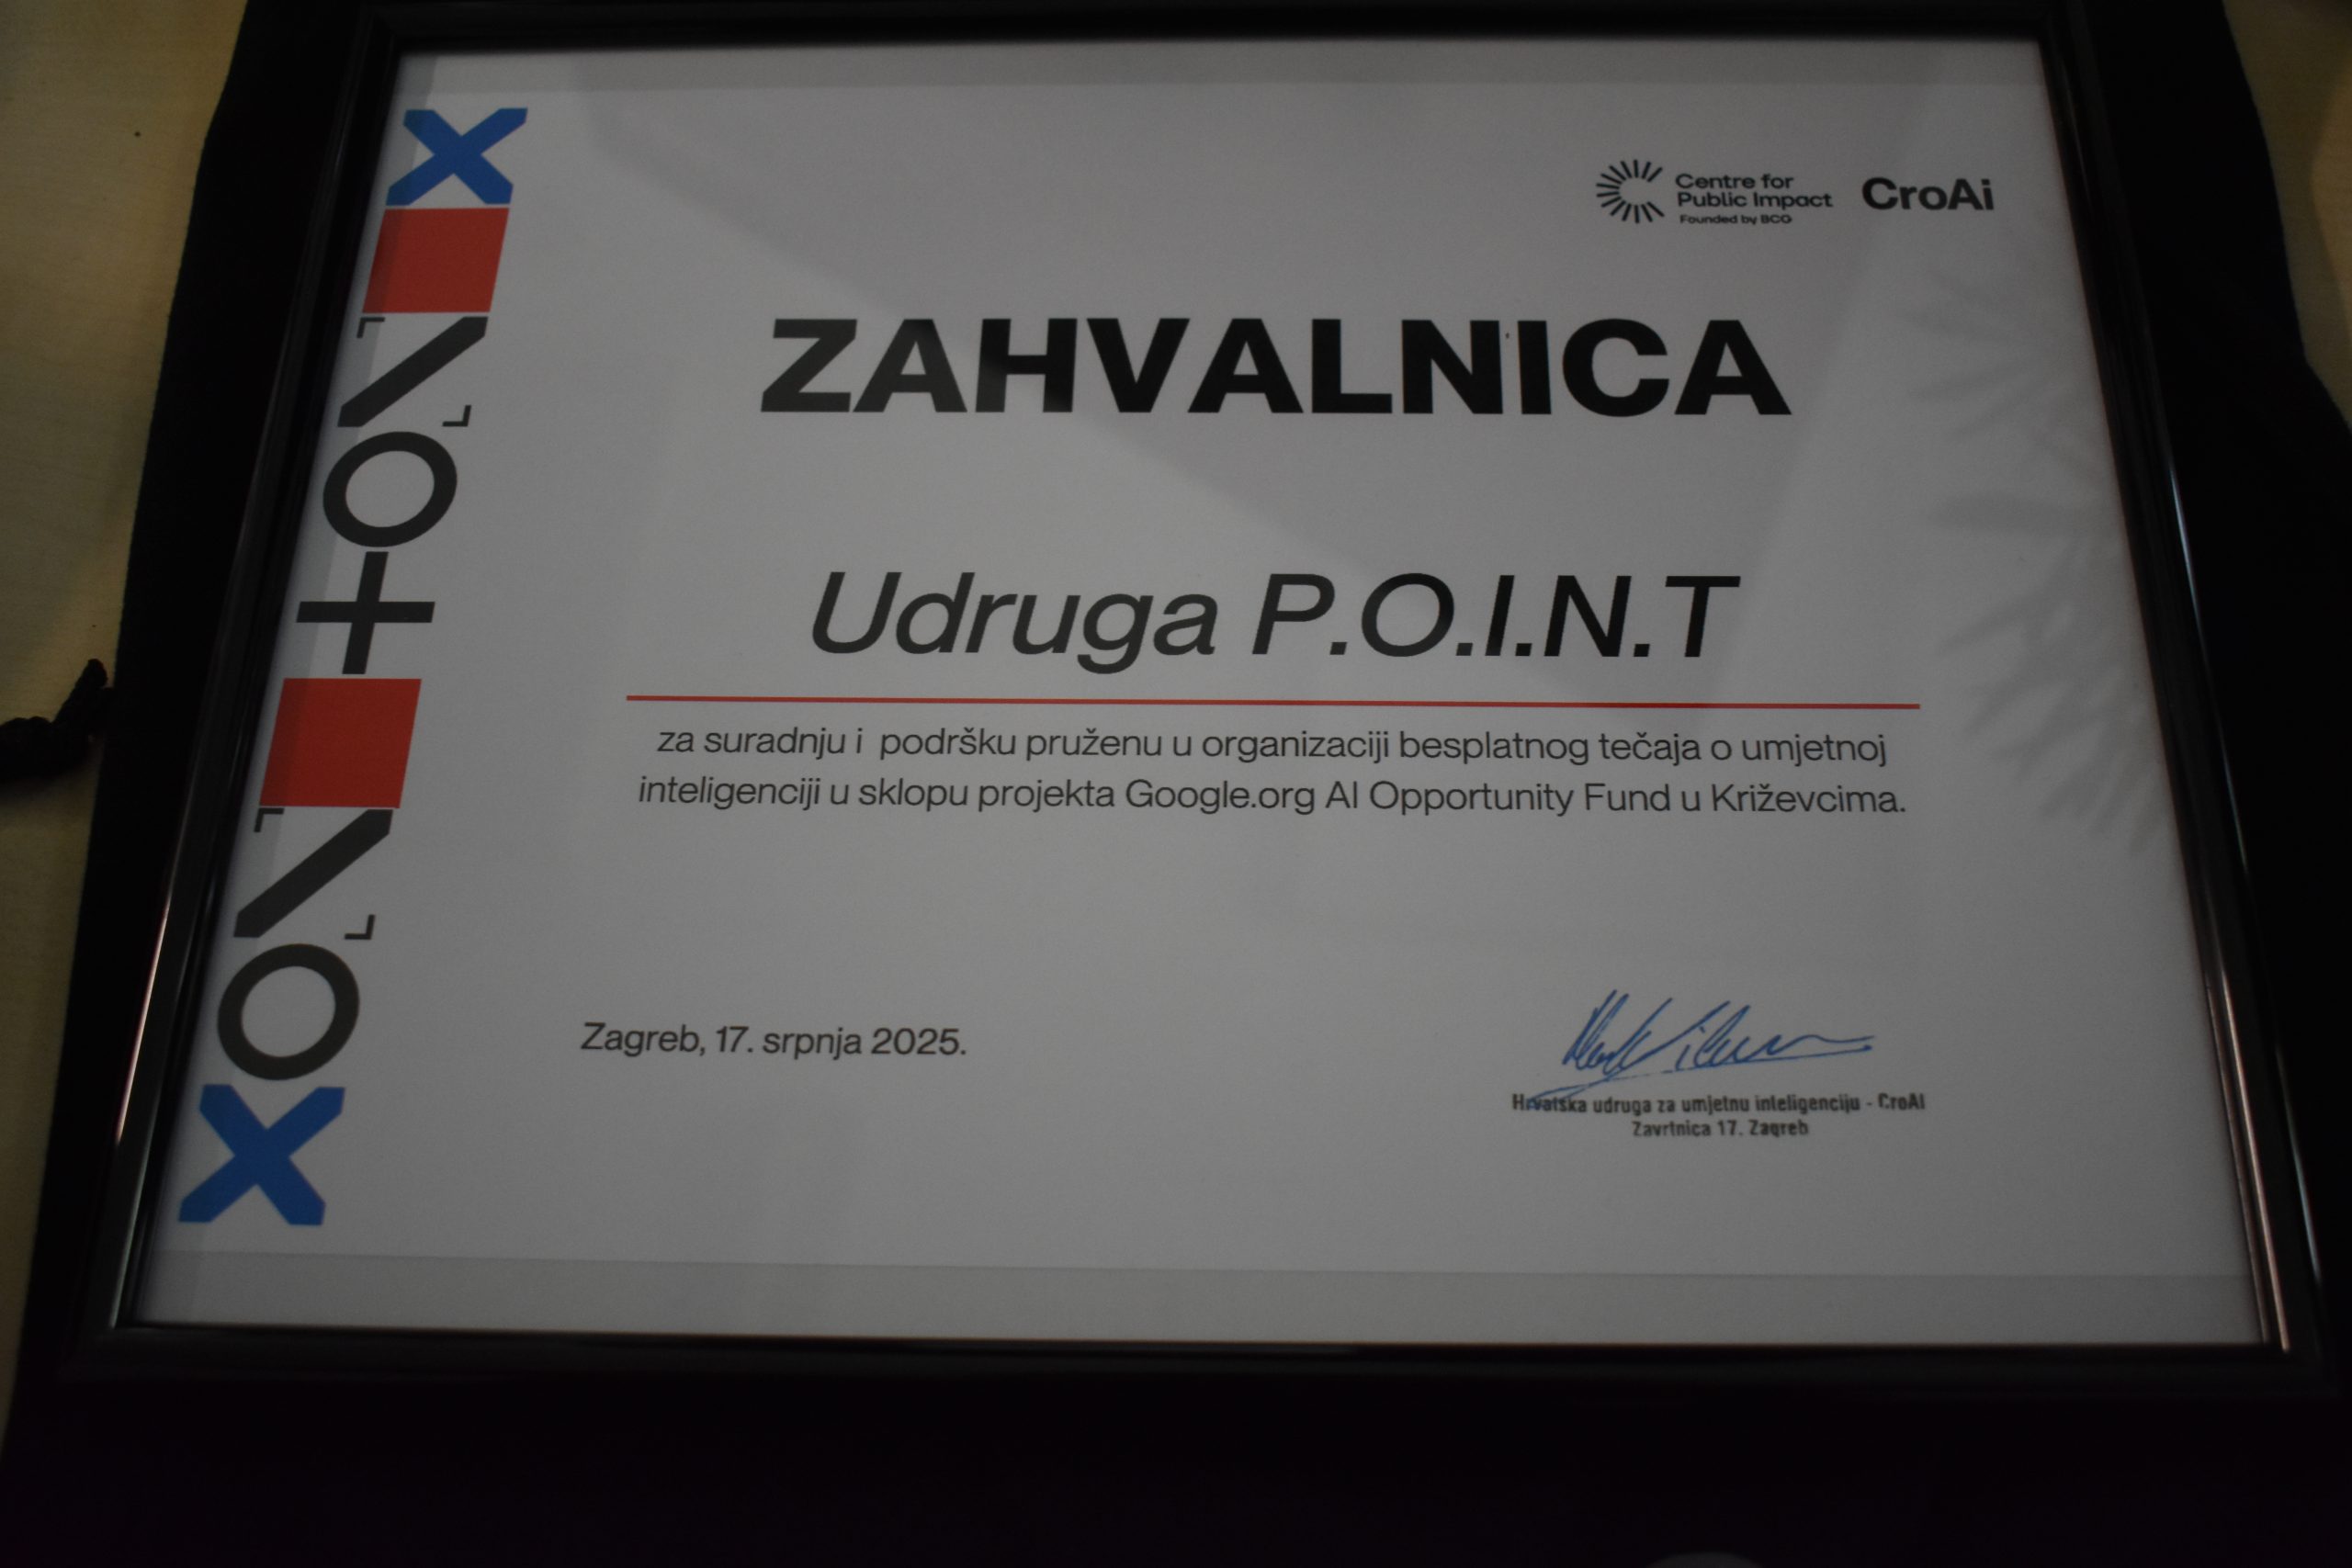 Centre for
Public Impact
Founded by BCG
CroAi
ZAHVALNICA
Udruga P.O.I.N.T
za suradnju i podršku pruženu u organizaciji besplatnog tečaja o umjetnoj
inteligenciji u sklopu projekta Google.org AI Opportunity Fund u Križevcima.
Zagreb, 17. srpnja 2025.
Hrvatska udruga za umjetnu inteligenciju - CroAI
Zavrtnica 17. Zagreb